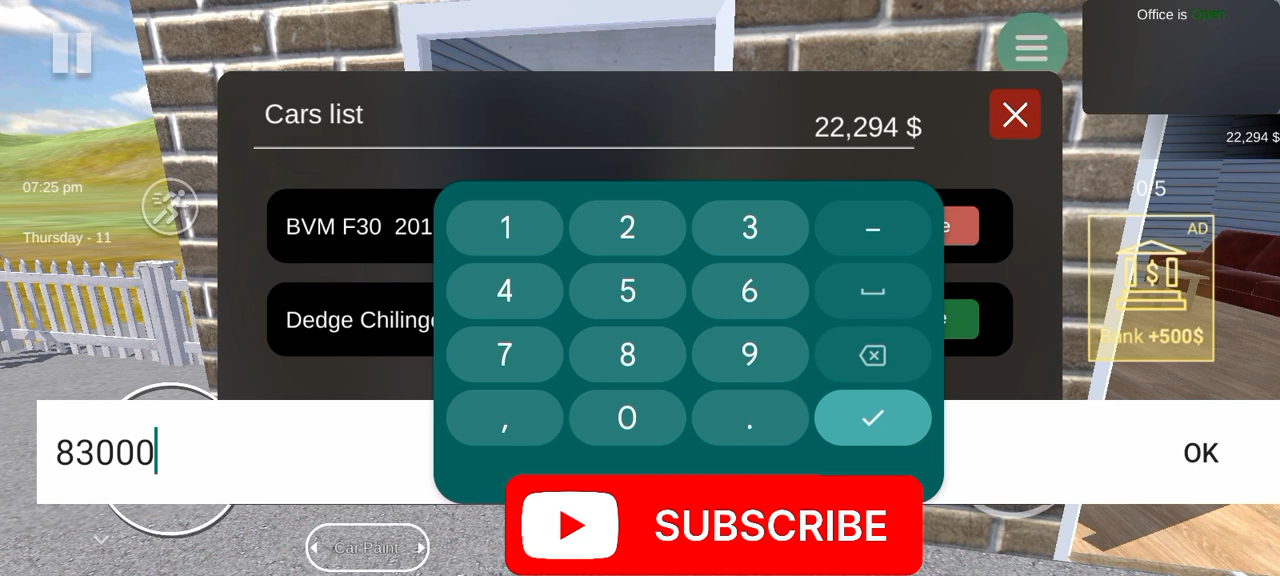 Office is Open
Cars list
22,294 $
22,294 $
07:25 pm
0/5
Thursday - 11
BVM F30 201
e
AD
$
Bank +500$
Dedge Chilinge
e
1 2 3 –
4 5 6
7 8 9
, 0 .
83000
OK
SUBSCRIBE
Car Paint